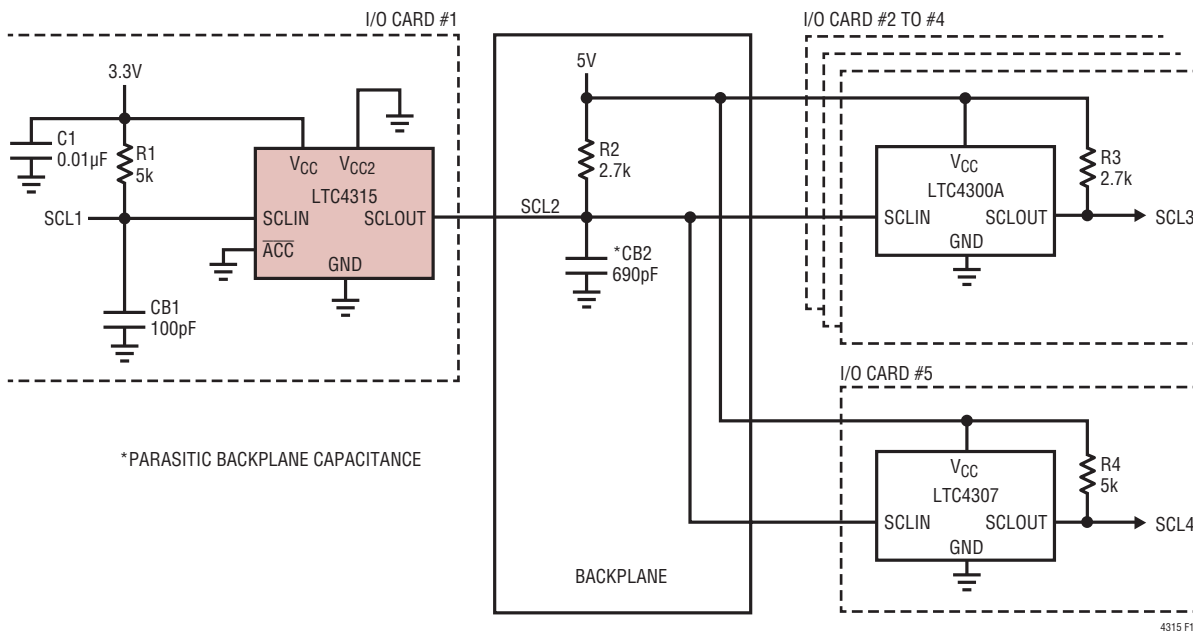 I/O CARD #1
3.3V
C1
0.01µF
R1
5k
VCC VCC2
LTC4315
SCL1
SCLIN SCLOUT
ACC
GND
CB1
100pF
5V
R2
2.7k
SCL2
*CB2
690pF
BACKPLANE
*PARASITIC BACKPLANE CAPACITANCE
I/O CARD #2 TO #4
VCC
LTC4300A
R3
2.7k
SCLIN SCLOUT
SCL3
GND
I/O CARD #5
VCC
LTC4307
R4
5k
SCLIN SCLOUT
SCL4
GND